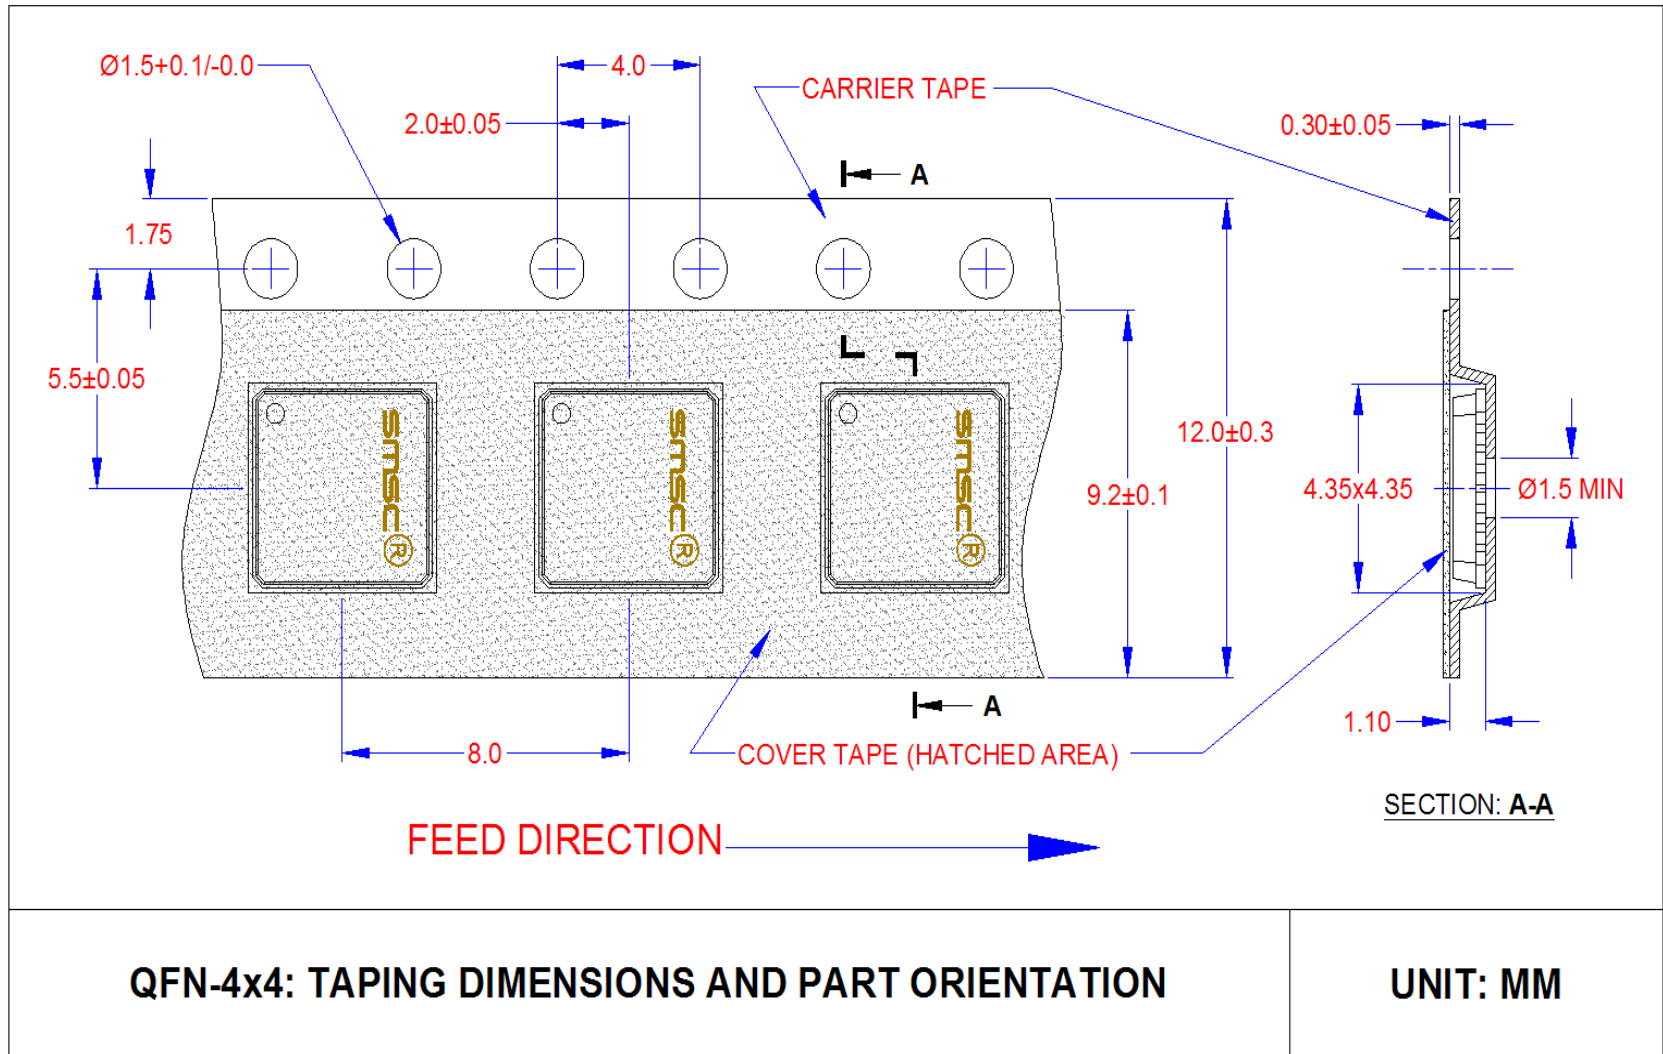 Ø1.5+0.1/-0.0
4.0
CARRIER TAPE
2.0±0.05
0.30±0.05
A
1.75
5.5±0.05
12.0±0.3
9.2±0.1
4.35x4.35
Ø1.5 MIN
smsc®
smsc®
smsc®
A
1.10
8.0
COVER TAPE (HATCHED AREA)
SECTION: A-A
FEED DIRECTION
QFN-4x4: TAPING DIMENSIONS AND PART ORIENTATION
UNIT: MM